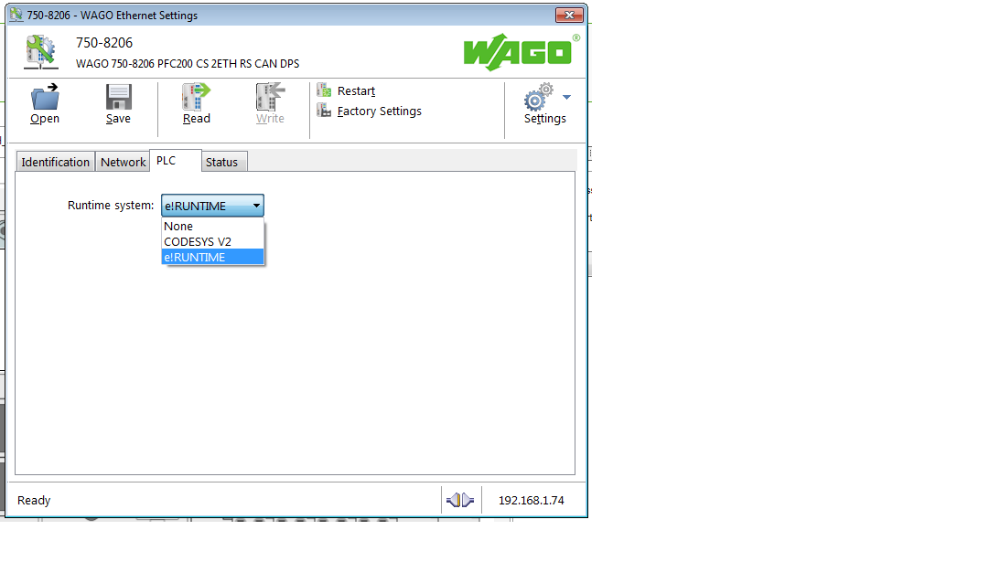 750-8206 - WAGO Ethernet Settings
750-8206
WAGO 750-8206 PFC200 CS 2ETH RS CAN DPS
WAGO®
Open
Save
Read
Write
Restart
Factory Settings
Settings
Identification
Network
PLC
Status
Runtime system:
e!RUNTIME
None
CODESYS V2
e!RUNTIME
Ready
192.168.1.74